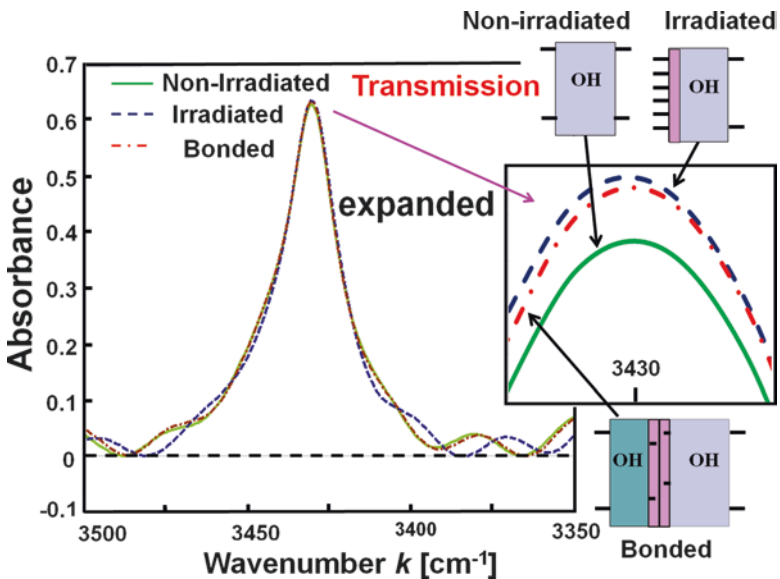 Non-irradiated
Irradiated
OH
OH
0.7
0.6
0.5
0.4
0.3
0.2
0.1
0
-0.1
Absorbance
Non-Irradiated
Irradiated
Bonded
Transmission
expanded
3430
3500
3450
3400
3350
Wavenumber k [cm-1]
OH
OH
Bonded